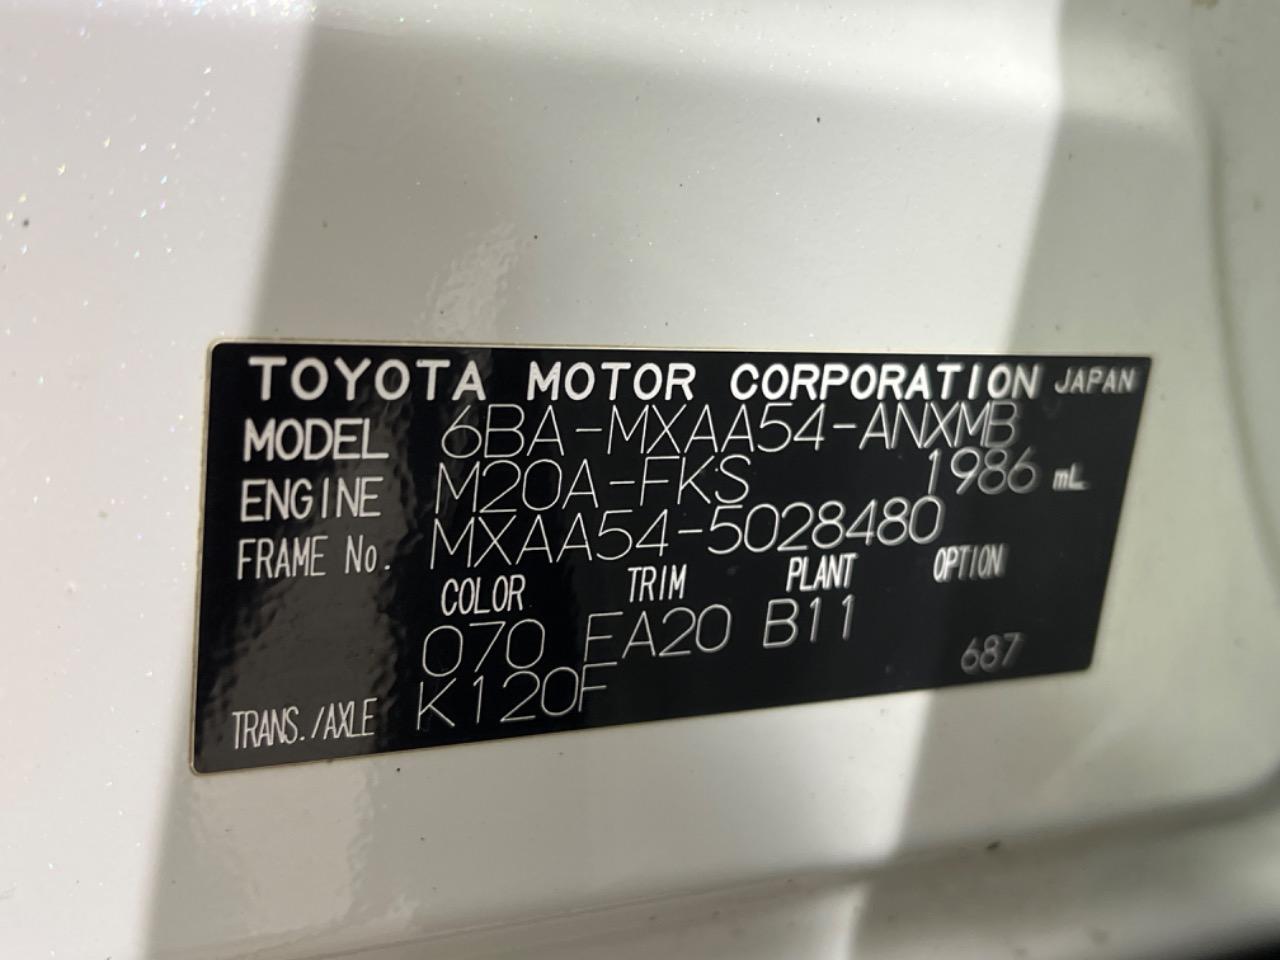 TOYOTA MOTOR CORPORATION JAPAN
MODEL 6BA-MXAA54-ANXMB
ENGINE M20A-FKS 1986 mL
FRAME No. MXAA54-5028480
COLOR TRIM PLANT OPTION
070 EA20 B11 687
TRANS./AXLE K120F